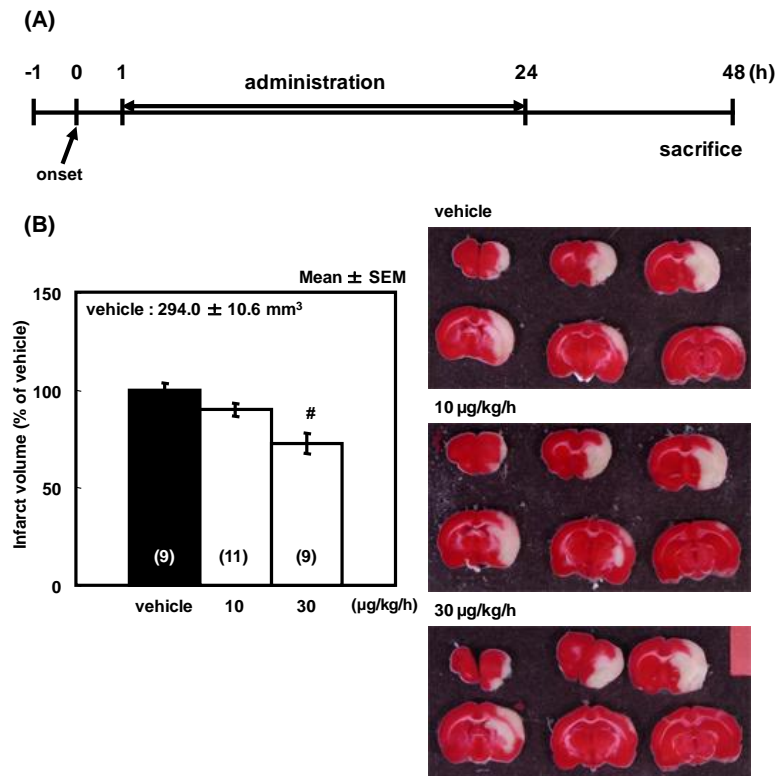 (A)
-1 0 1 administration 24 48 (h)
onset
sacrifice
(B)
Mean ± SEM
150
vehicle : 294.0 ± 10.6 mm³
100
#
50
(9) (11) (9)
0
vehicle 10 30 (µg/kg/h)
Infarct volume (% of vehicle)
vehicle
10 µg/kg/h
30 µg/kg/h